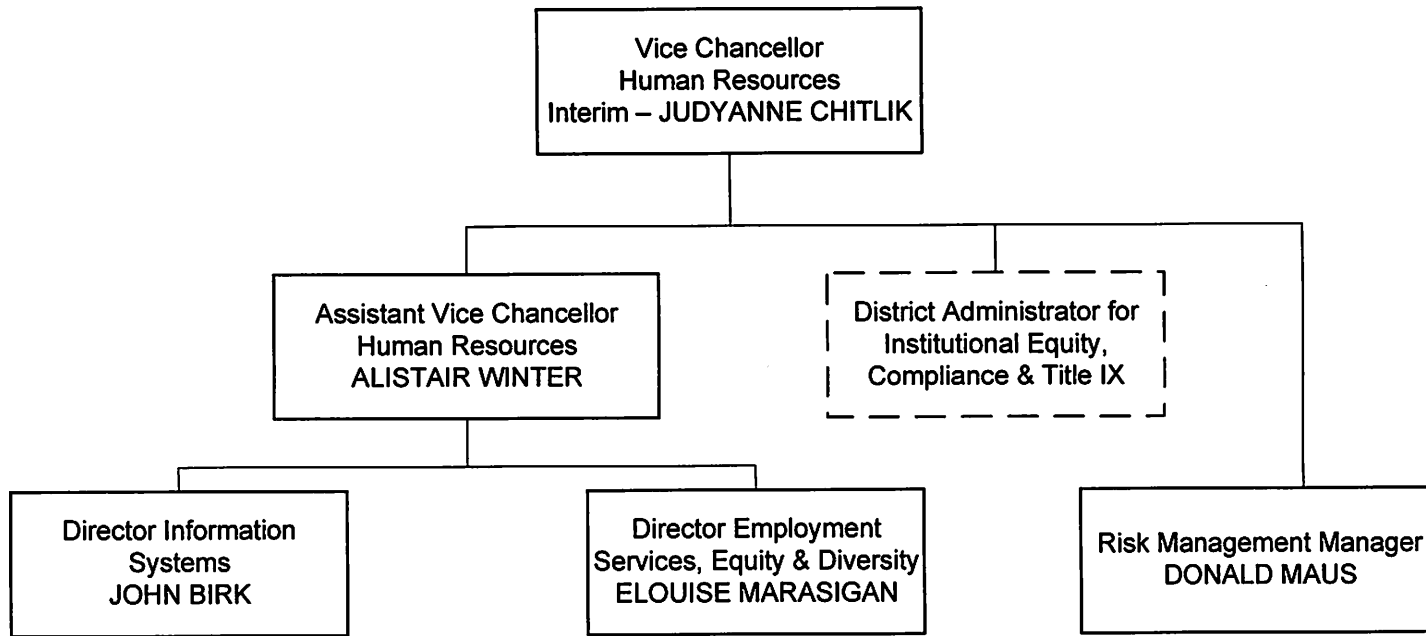 Vice Chancellor
Human Resources
Interim – JUDYANNE CHITLIK
Assistant Vice Chancellor
Human Resources
ALISTAIR WINTER
District Administrator for
Institutional Equity,
Compliance & Title IX
Director Information
Systems
JOHN BIRK
Director Employment
Services, Equity & Diversity
ELOUISE MARASIGAN
Risk Management Manager
DONALD MAUS